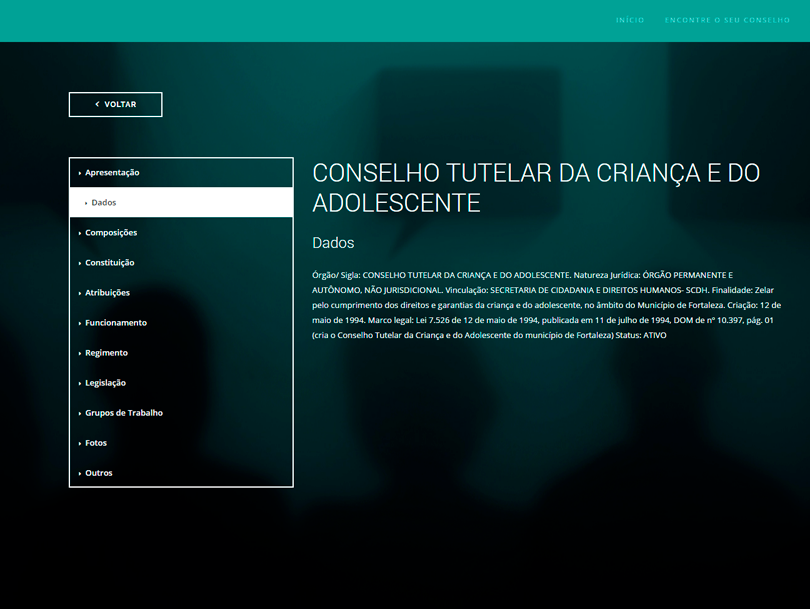 INÍCIO ENCONTRE O SEU CONSELHO
VOLTAR
Apresentação
Dados
Composições
Constituição
Atribuições
Funcionamento
Regimento
Legislação
Grupos de Trabalho
Fotos
Outros
CONSELHO TUTELAR DA CRIANÇA E DO
ADOLESCENTE
Dados
Órgão/ Sigla: CONSELHO TUTELAR DA CRIANÇA E DO ADOLESCENTE. Natureza Jurídica: ÓRGÃO PERMANENTE E
AUTÔNOMO, NÃO JURISDICIONAL. Vinculação: SECRETARIA DE CIDADANIA E DIREITOS HUMANOS- SCDH. Finalidade: Zelar
pelo cumprimento dos direitos e garantias da criança e do adolescente, no âmbito do Município de Fortaleza. Criação: 12 de
maio de 1994. Marco legal: Lei 7.526 de 12 de maio de 1994, publicada em 11 de julho de 1994, DOM de nº 10.397, pág. 01
(cria o Conselho Tutelar da Criança e do Adolescente do município de Fortaleza) Status: ATIVO